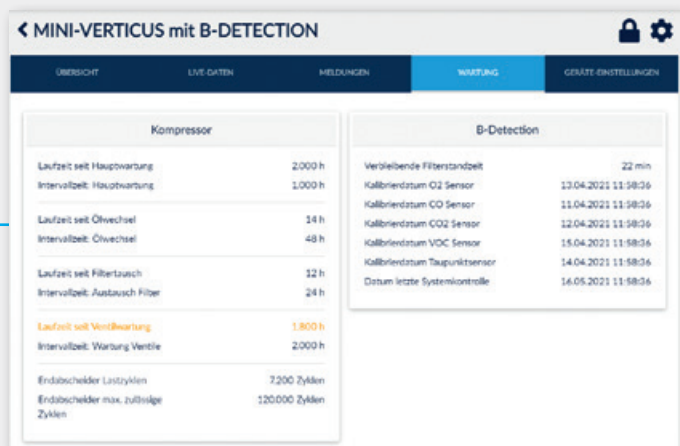 MINI-VERTICUS mit B-DETECTION
ÜBERSICHT LIVE-DATEN MELDUNGEN WARTUNG GERÄTE-EINSTELLUNGEN
Kompressor
Laufzeit seit Hauptwartung 2.000 h
Intervallzeit: Hauptwartung 1.000 h
Laufzeit seit Ölwechsel 14 h
Intervallzeit: Ölwechsel 48 h
Laufzeit seit Filtertausch 12 h
Intervallzeit: Austausch Filter 24 h
Laufzeit seit Ventilwartung 1.800 h
Intervallzeit: Wartung Ventile 2.000 h
Endabscheider Lastzyklen 7.200 Zyklen
Endabscheider max. zulässige Zyklen 120.000 Zyklen
B-Detection
Verbleibende Filterstandzeit 22 min
Kalibrierdatum O2 Sensor 13.04.2021 11:58:36
Kalibrierdatum CO Sensor 11.04.2021 11:58:36
Kalibrierdatum CO2 Sensor 12.04.2021 11:58:36
Kalibrierdatum VOC Sensor 15.04.2021 11:58:36
Kalibrierdatum Taupunktsensor 14.04.2021 11:58:36
Datum letzte Systemkontrolle 16.05.2021 11:58:36